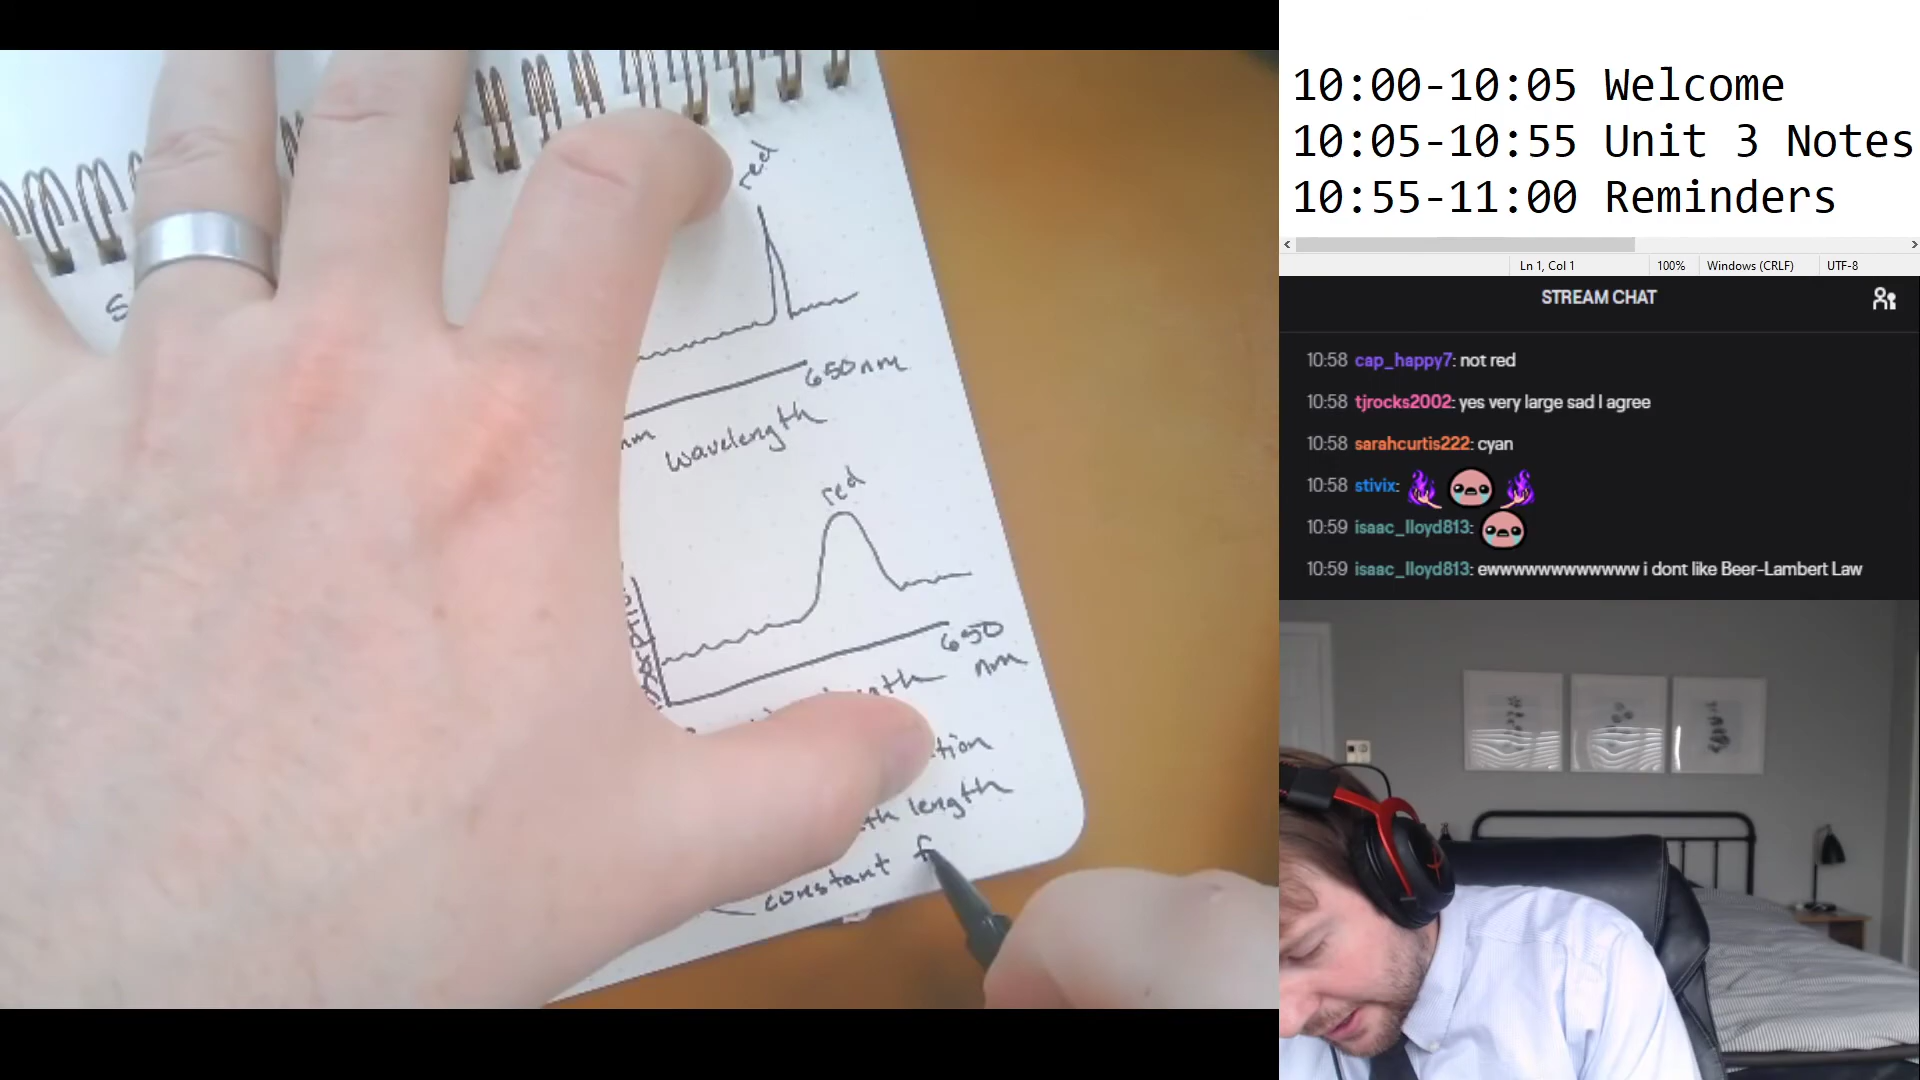 red
650nm
nm
wavelength
red
650
nm
constant
length
10:00-10:05 Welcome
10:05-10:55 Unit 3 Notes
10:55-11:00 Reminders
Ln 1, Col 1
100%
Windows (CRLF)
UTF-8
STREAM CHAT
10:58 cap_happy7: not red
10:58 tjrocks2002: yes very large sad I agree
10:58 sarahcurtis222: cyan
10:58 stivix:
10:59 isaac_lloyd813:
10:59 isaac_lloyd813: ewwwwwwwwwwwww i dont like Beer-Lambert Law